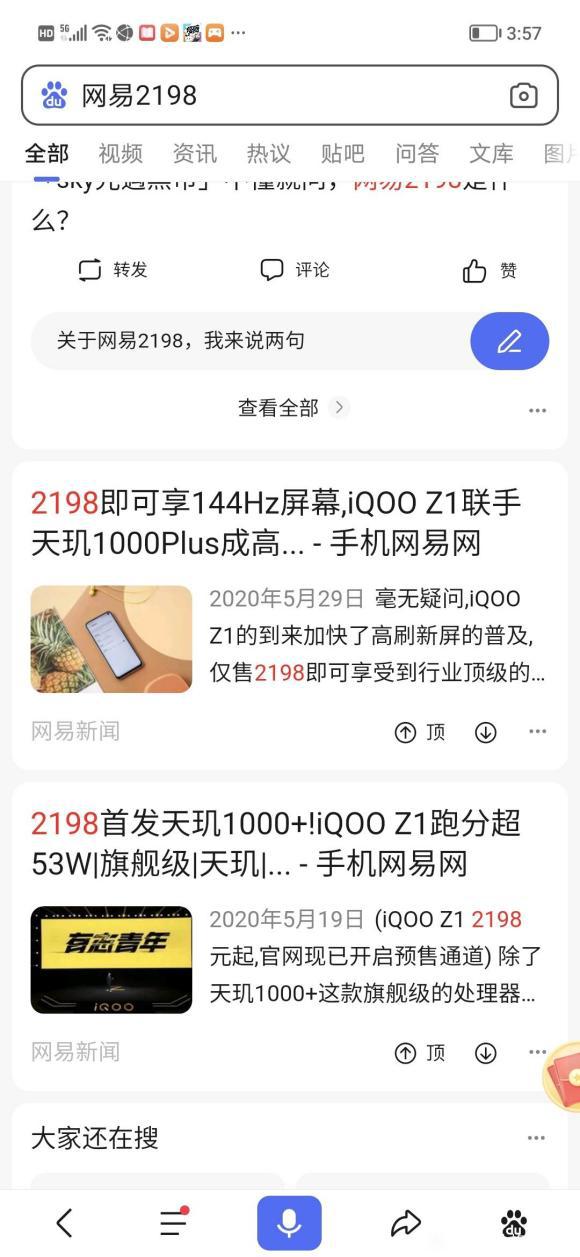 HD 5G 3:57
网易2198
全部 视频 资讯 热议 贴吧 问答 文库 图片
网易2198是什
么?
转发 评论 赞
关于网易2198，我来说两句
查看全部
2198即可享144Hz屏幕,iQOO Z1联手
天玑1000Plus成高... - 手机网易网
2020年5月29日 毫无疑问,iQOO
Z1的到来加快了高刷新屏的普及,
仅售2198即可享受到行业顶级的...
网易新闻 顶
2198首发天玑1000+!iQOO Z1跑分超
53W|旗舰级|天玑|... - 手机网易网
有态青年
iQOO
2020年5月19日 (iQOO Z1 2198
元起,官网现已开启预售通道) 除了
天玑1000+这款旗舰级的处理器...
网易新闻 顶
大家还在搜
du